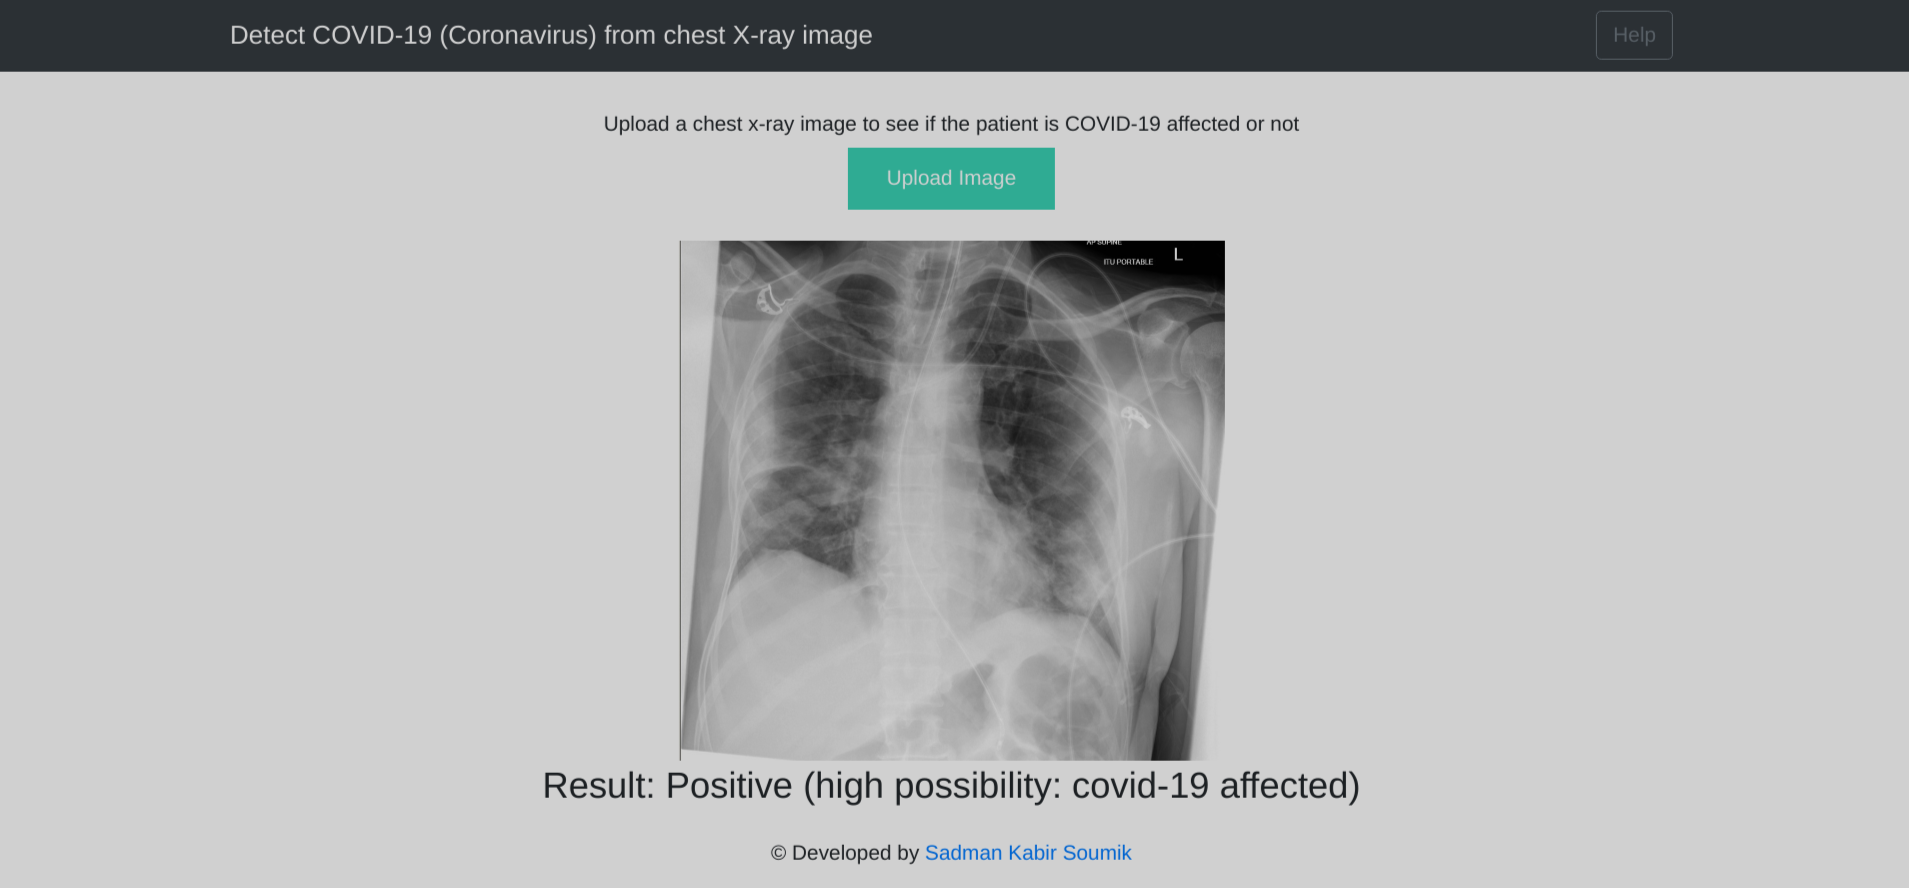 Detect COVID-19 (Coronavirus) from chest X-ray image
Help
Upload a chest x-ray image to see if the patient is COVID-19 affected or not
Upload Image
AP SUPINE
L
ITU PORTABLE
Result: Positive (high possibility: covid-19 affected)
© Developed by Sadman Kabir Soumik